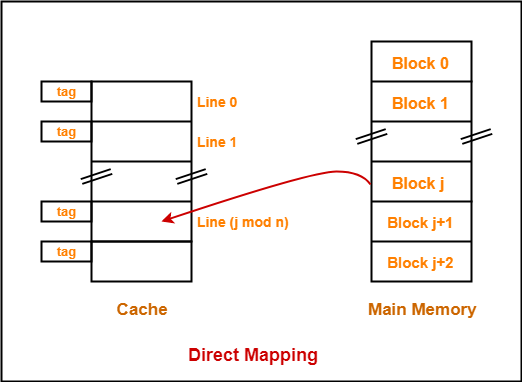 tag
Line 0
tag
Line 1
tag
Line (j mod n)
tag
Cache
Block 0
Block 1
Block j
Block j+1
Block j+2
Main Memory
Direct Mapping